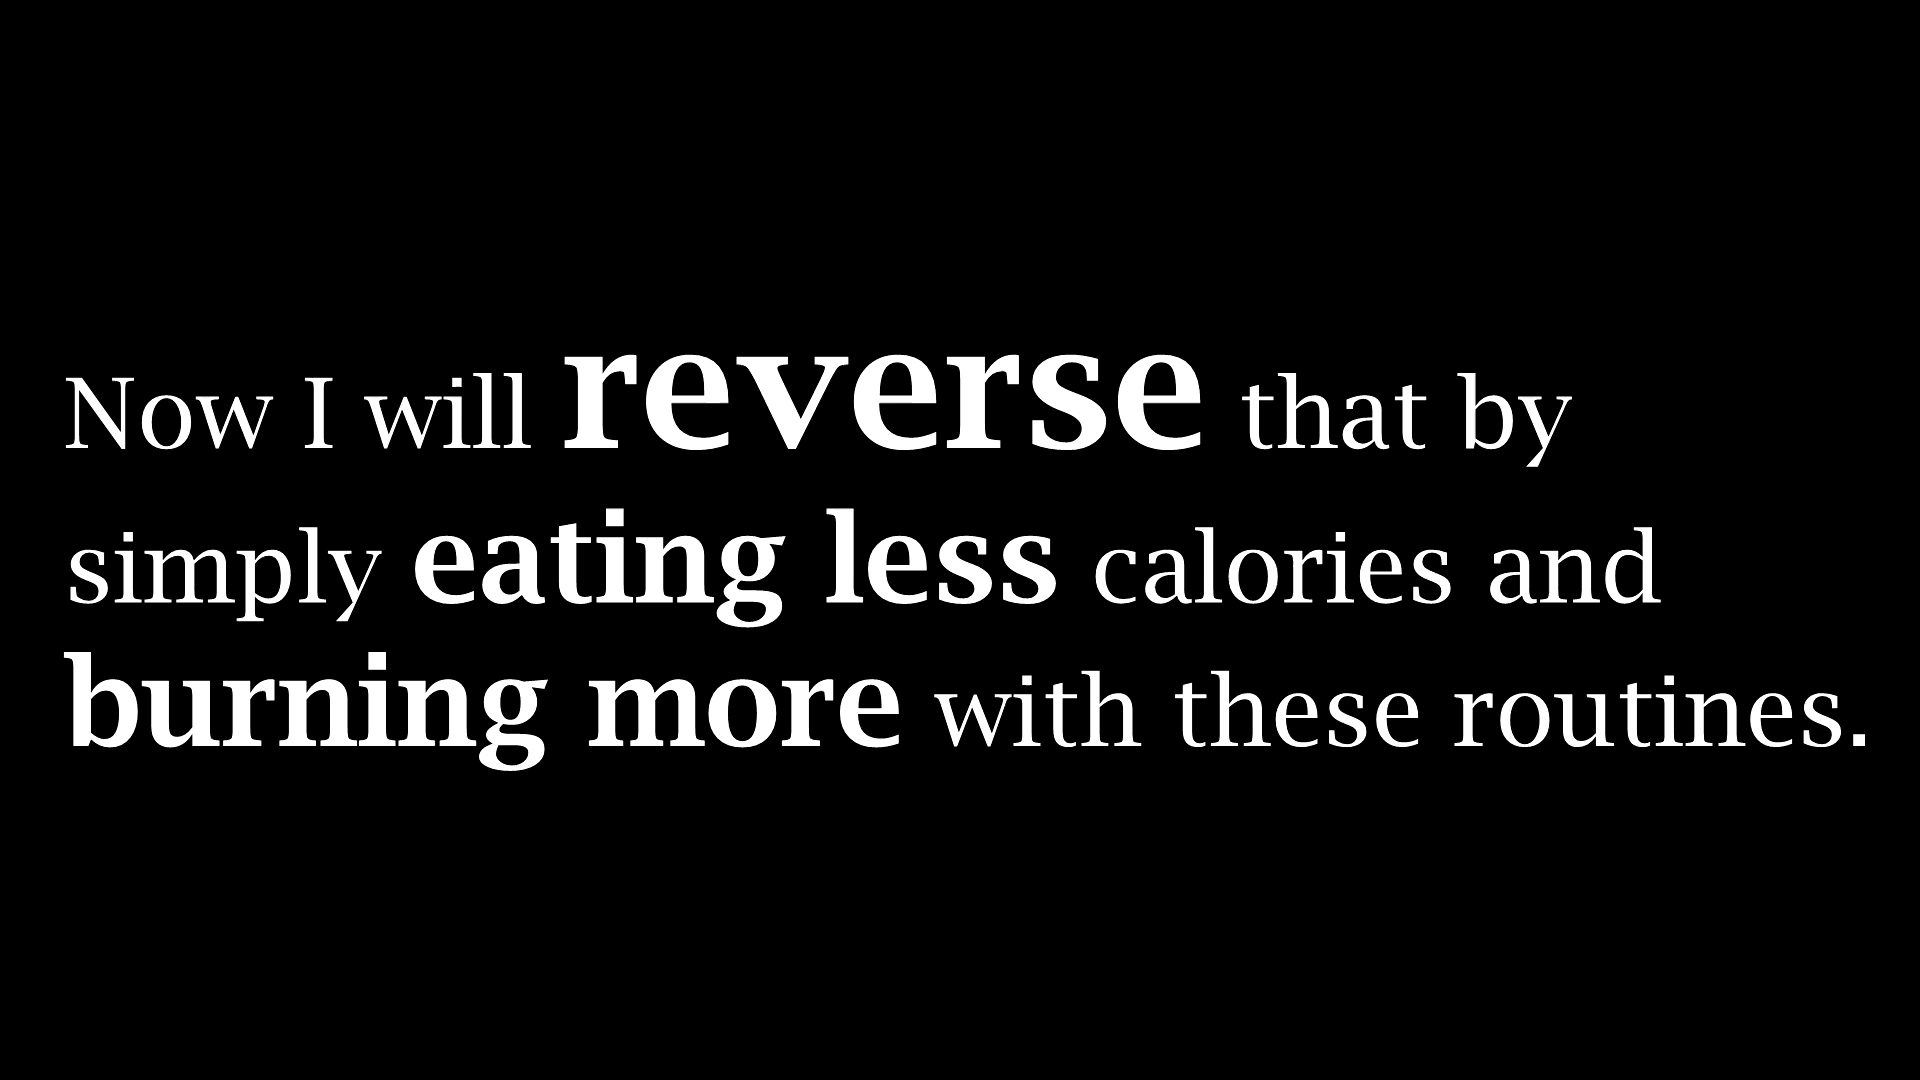 Now I will reverse that by
simply eating less calories and
burning more with these routines.